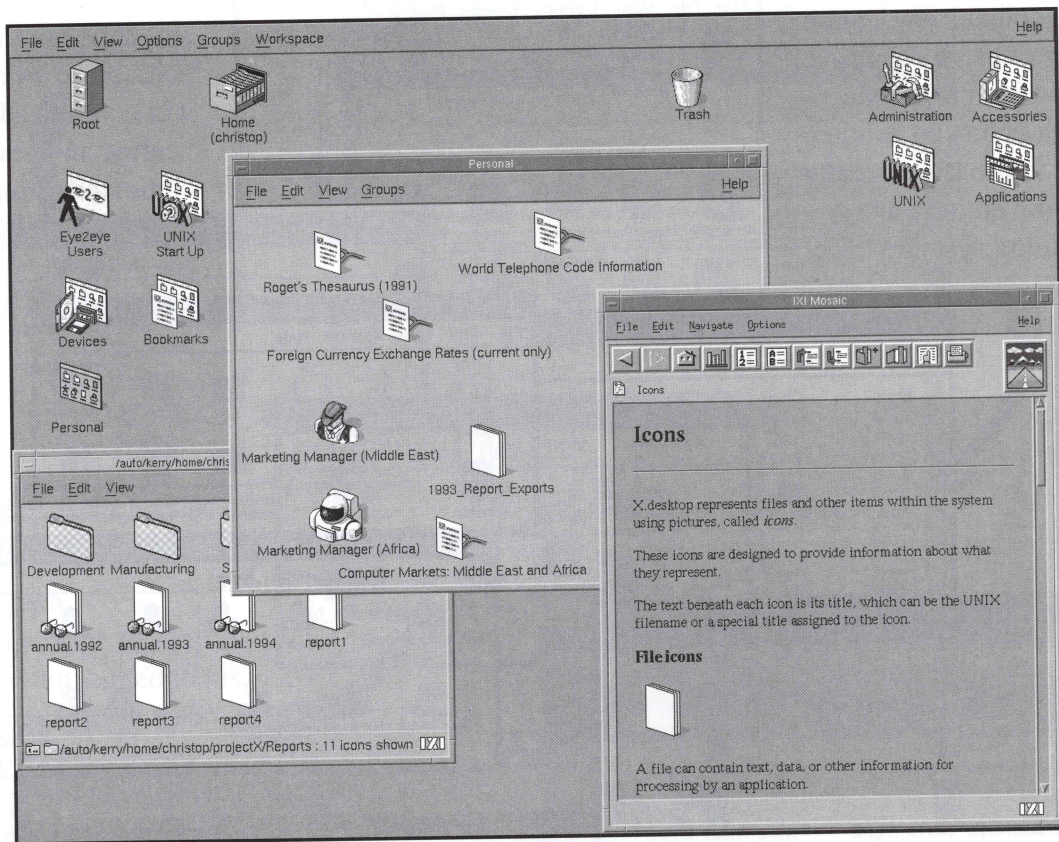 File Edit View Options Groups Workspace Help
Root
Home
(christop)
Trash
Administration
Accessories
Eye2eye
Users
UNIX
Start Up
UNIX
Applications
Devices
Bookmarks
Personal
Personal
File Edit View Groups Help
Roget's Thesaurus (1991)
World Telephone Code Information
Foreign Currency Exchange Rates (current only)
Marketing Manager (Middle East)
1993_Report_Exports
Marketing Manager (Africa)
Computer Markets: Middle East and Africa
/auto/kerry/home/chris
File Edit View
Development
Manufacturing
S
annual.1992
annual.1993
annual.1994
report1
report2
report3
report4
/auto/kerry/home/christop/projectX/Reports : 11 icons shown IXI
IXI Mosaic
File Edit Navigate Options Help
Icons
Icons
X.desktop represents files and other items within the system
using pictures, called icons.
These icons are designed to provide information about what
they represent.
The text beneath each icon is its title, which can be the UNIX
filename or a special title assigned to the icon.
File icons
A file can contain text, data, or other information for
processing by an application.
IXI